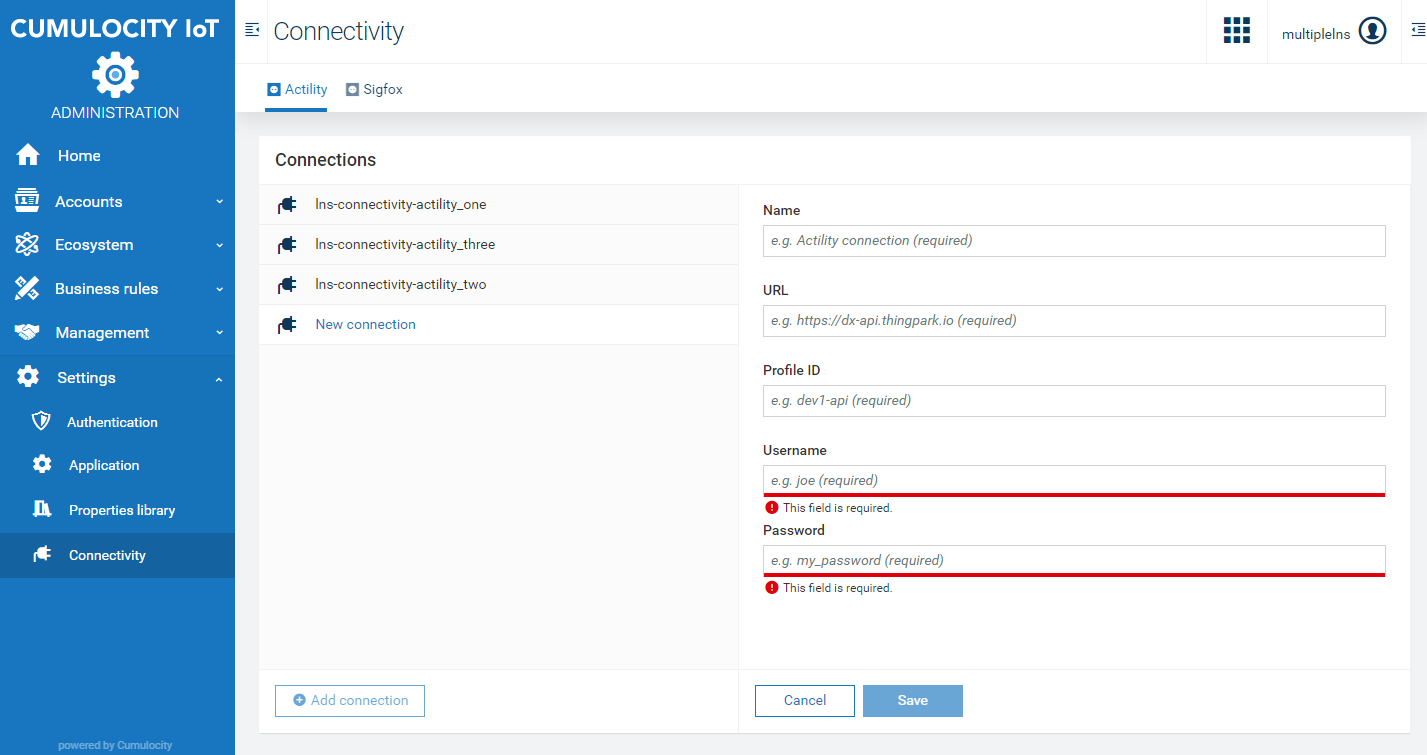 CUMULOCITY IoT
ADMINISTRATION
Home
Accounts
Ecosystem
Business rules
Management
Settings
Authentication
Application
Properties library
Connectivity
powered by Cumulocity
Connectivity
multiplelns
Actility
Sigfox
Connections
lns-connectivity-actility_one
lns-connectivity-actility_three
lns-connectivity-actility_two
New connection
Add connection
Name
e.g. Actility connection (required)
URL
e.g. https://dx-api.thingpark.io (required)
Profile ID
e.g. dev1-api (required)
Username
e.g. joe (required)
This field is required.
Password
e.g. my_password (required)
This field is required.
Cancel
Save